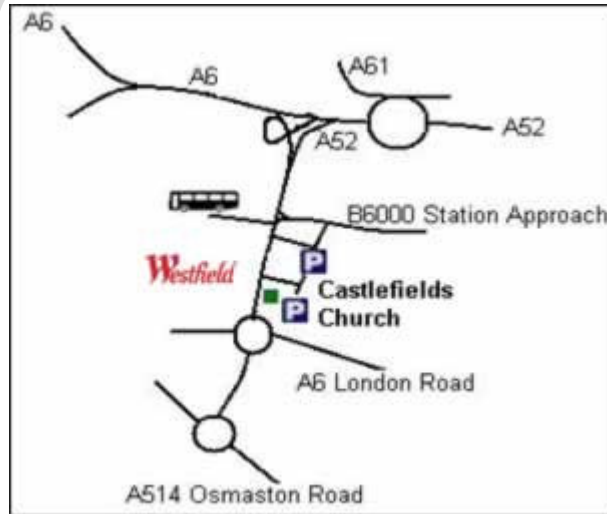 A6
A6
A61
A52
A52
B6000 Station Approach
Westfield
P
Castlefields
P
Church
A6 London Road
A514 Osmaston Road